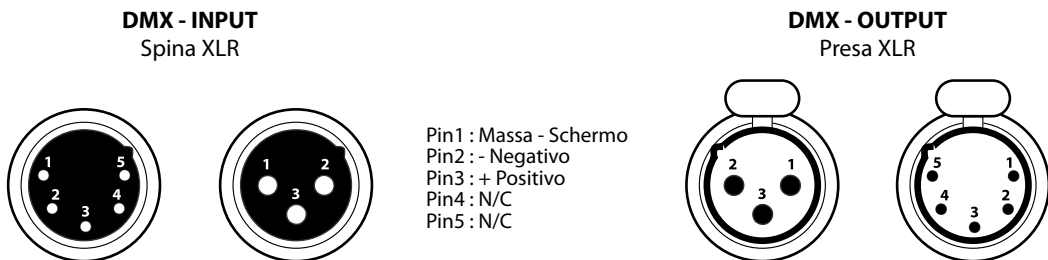 DMX - INPUT
Spina XLR
1
5
2
4
3
1
2
3
Pin1 : Massa - Schermo
Pin2 : - Negativo
Pin3 : + Positivo
Pin4 : N/C
Pin5 : N/C
DMX - OUTPUT
Presa XLR
2
1
3
5
1
4
2
3